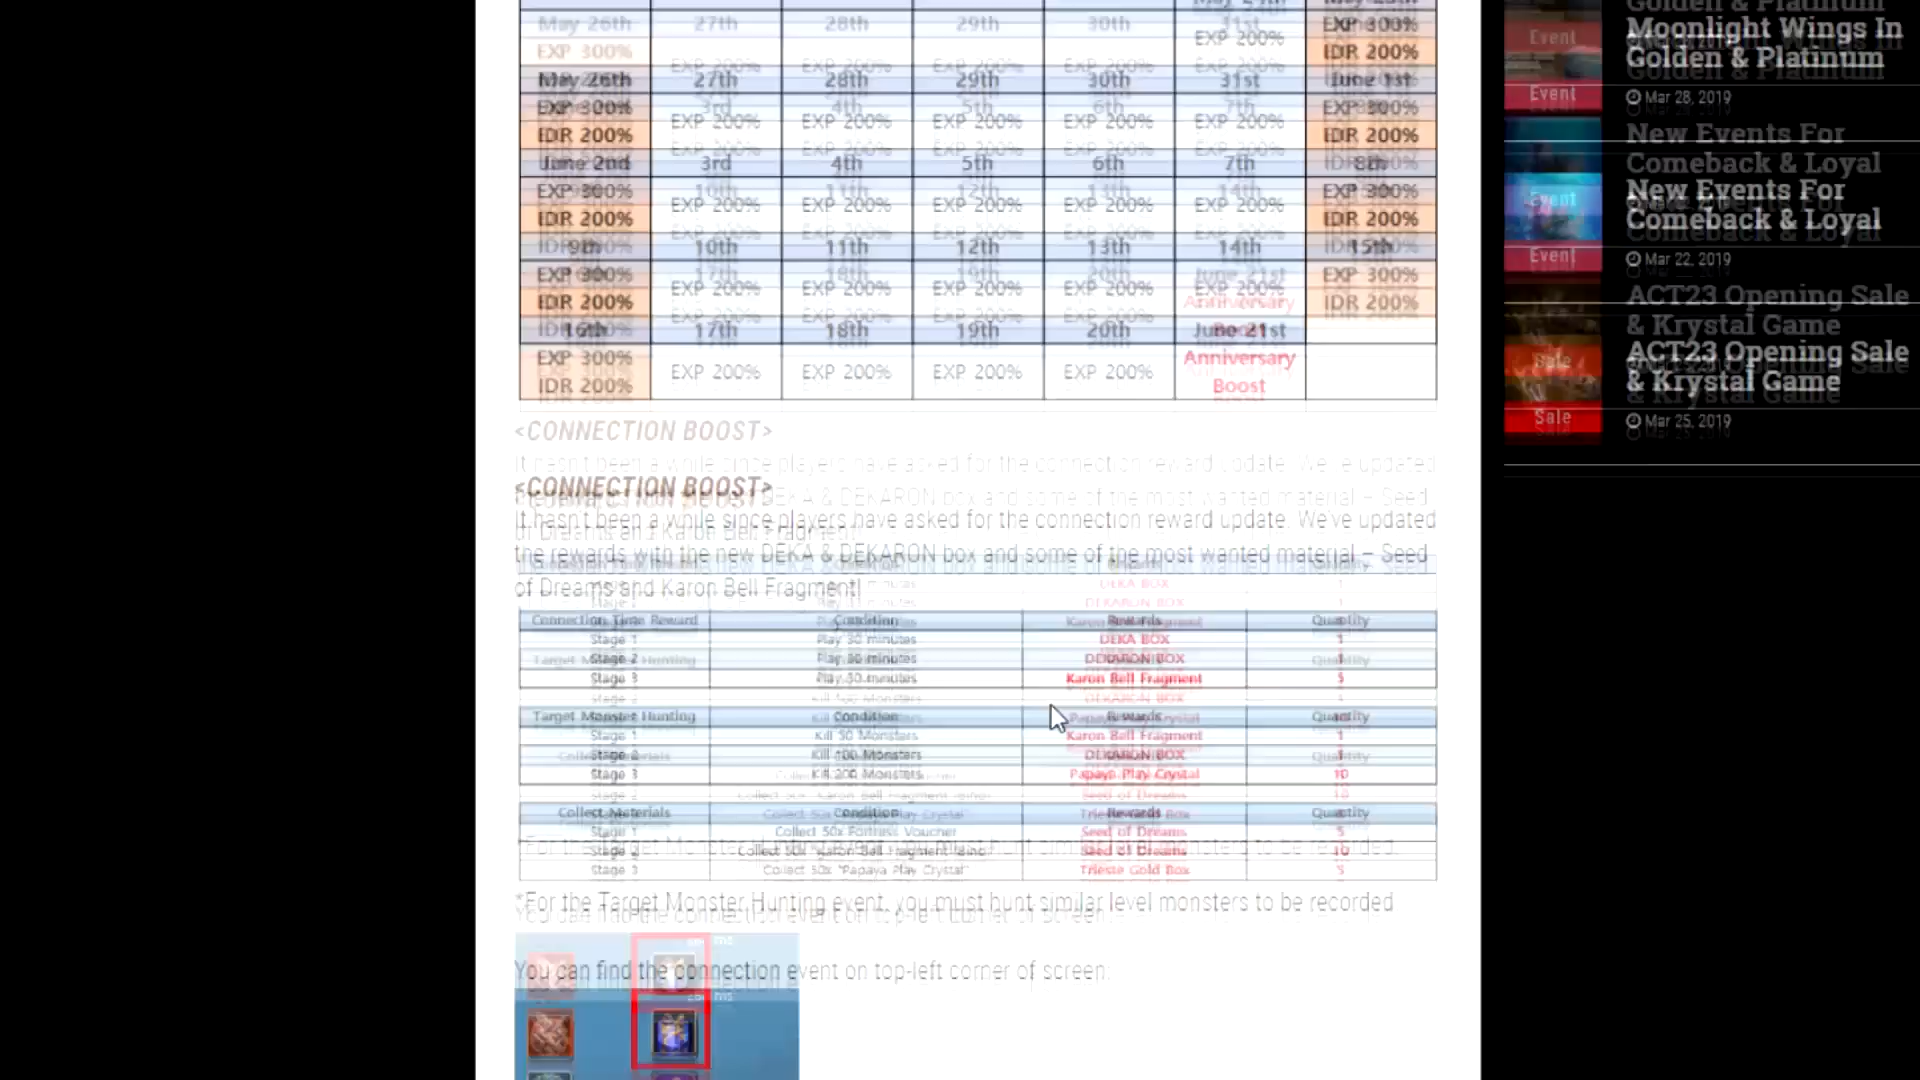 May 26th 27th 28th 29th 30th 31st June 1st
EXP 300% EXP 200% EXP 200% EXP 200% EXP 200% EXP 200% EXP 300%
IDR 200% IDR 200%
June 2nd 3rd 4th 5th 6th 7th 8th
EXP 300% EXP 200% EXP 200% EXP 200% EXP 200% EXP 200% EXP 300%
IDR 200% IDR 200%
9th 10th 11th 12th 13th 14th 15th
EXP 300% EXP 200% EXP 200% EXP 200% EXP 200% EXP 200% EXP 300%
IDR 200% IDR 200%
16th 17th 18th 19th 20th June 21st
EXP 300% EXP 200% EXP 200% EXP 200% EXP 200% Anniversary
IDR 200% Boost
<CONNECTION BOOST>
It hasn't been a while since players have asked for the connection reward update. We've updated
the rewards with the new DEKA & DEKARON box and some of the most wanted material – Seed
of Dreams and Karon Bell Fragment!
Connection Time Reward Condition Rewards Quantity
Stage 1 Play 30 minutes DEKA BOX 1
Stage 2 Play 30 minutes DEKARON BOX 1
Stage 3 Play 30 minutes Karon Bell Fragment 5
Target Monster Hunting Condition Rewards Quantity
Stage 1 Kill 50 Monsters Karon Bell Fragment 1
Stage 2 Kill 100 Monsters DEKARON BOX 1
Stage 3 Kill 200 Monsters Papaya Play Crystal 10
Collect Materials Condition Rewards Quantity
Stage 1 Collect 50x Fortress Voucher Seed of Dreams 5
Stage 2 Collect 50x "Karon Bell Fragment Seed of Dreams 10
Stage 3 Collect 50x "Papaya Play Crystal" Trieste Gold Box 5
*For the Target Monster Hunting event, you must hunt similar level monsters to be recorded
You can find the connection event on top-left corner of screen:
Event
Moonlight Wings In
Golden & Platinum
Mar 28, 2019
Event
New Events For
Comeback & Loyal
Mar 22, 2019
Sale
ACT23 Opening Sale
& Krystal Game
Mar 25, 2019